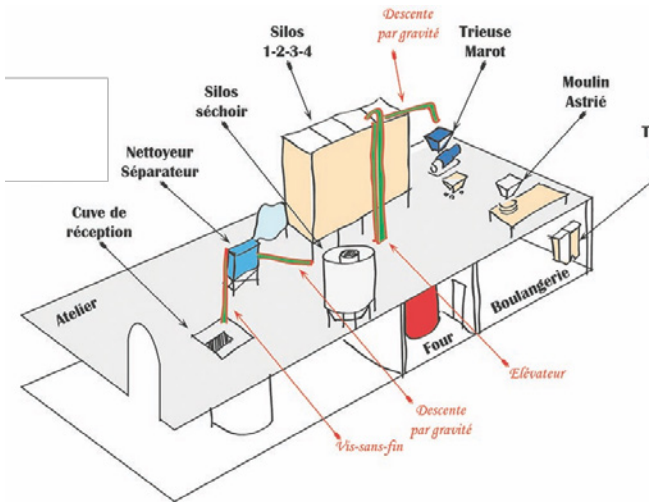 Descente
par gravité
Silos
1-2-3-4
Trieuse
Marot
Silos
séchoir
Moulin
Astrié
Nettoyeur
Séparateur
Cuve de
réception
Atelier
Boulangerie
Four
Elévateur
Descente
par gravité
Vis-sans-fin